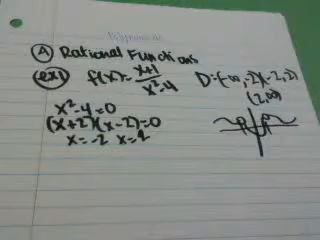 Ⓐ Rational Functions
ex1 f(x) = x+1 / x²-4 D: (-∞, -2)(-2, 2)
(2, ∞)
x²-4=0
(x+2)(x-2)=0
x=-2 x=2